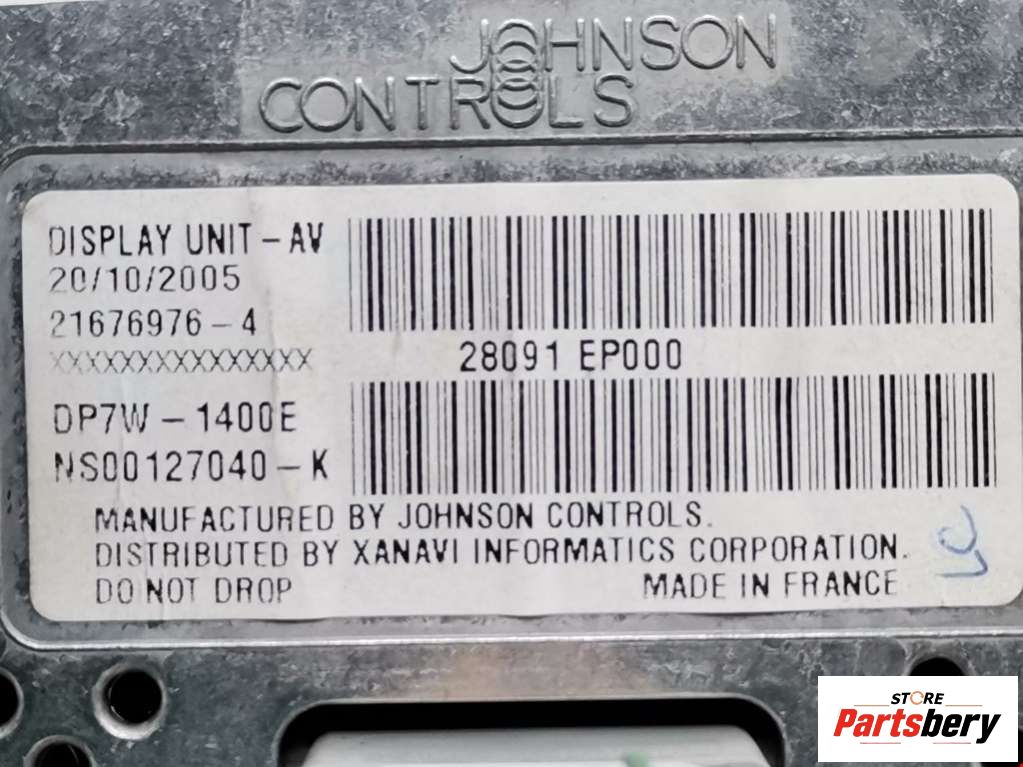 JOHNSON
CONTROLS
DISPLAY UNIT - AV
20/10/2005
21676976 - 4
XXXXXXXXXXXXXXX
28091 EP000
DP7W - 1400E
NS00127040 - K
MANUFACTURED BY JOHNSON CONTROLS.
DISTRIBUTED BY XANAVI INFORMATICS CORPORATION.
DO NOT DROP MADE IN FRANCE
STORE
Partsbery